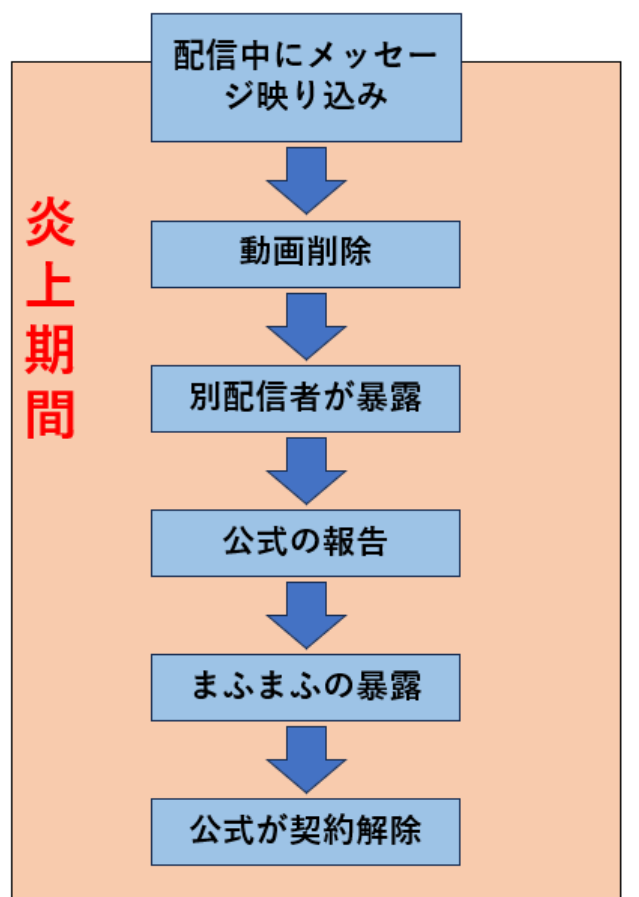 配信中にメッセー
ジ映り込み
炎上期間
動画削除
別配信者が暴露
公式の報告
まふまふの暴露
公式が契約解除